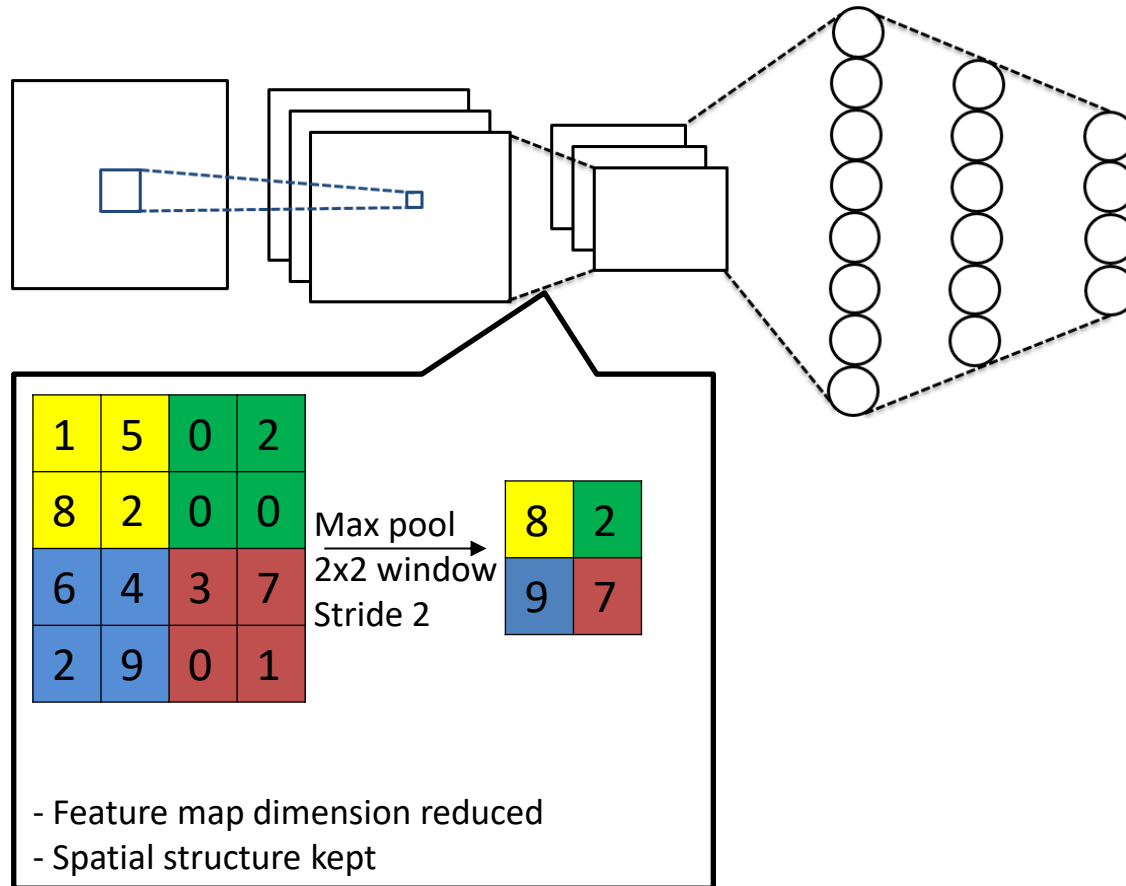 1 5 0 2
8 2 0 0
6 4 3 7
2 9 0 1
Max pool
2x2 window
Stride 2
8 2
9 7
- Feature map dimension reduced
- Spatial structure kept